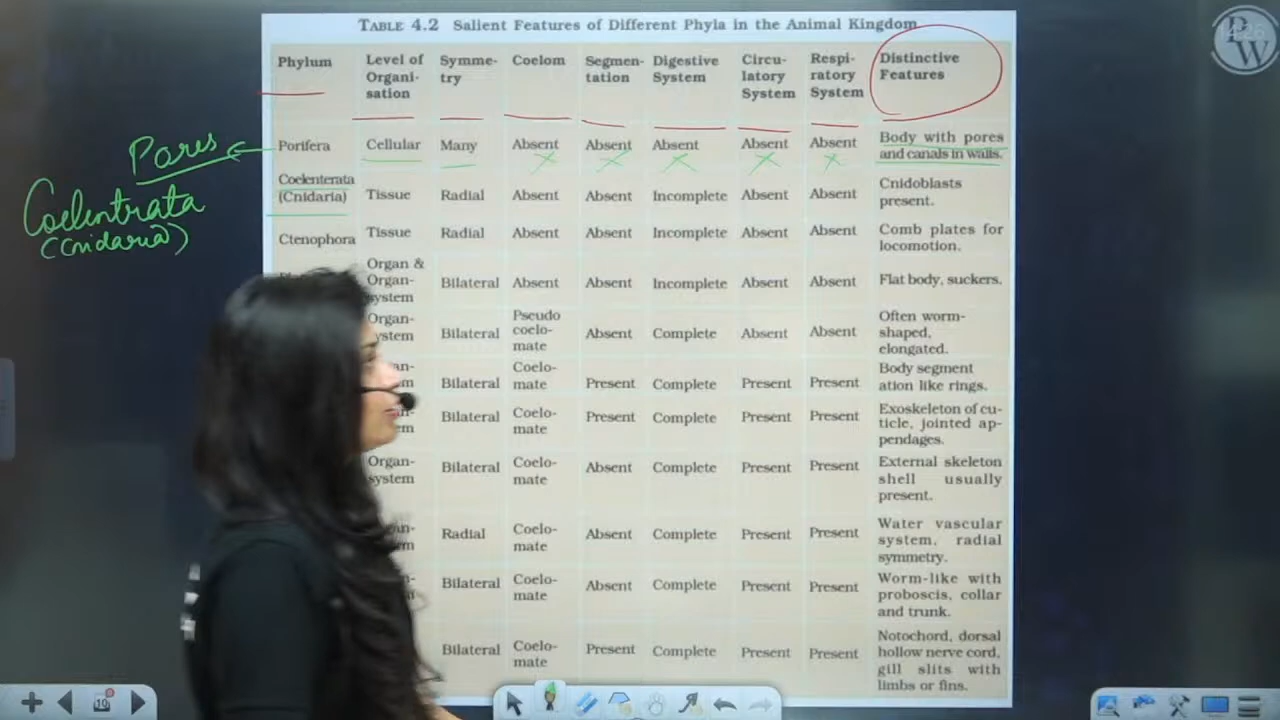 TABLE 4.2 Salient Features of Different Phyla in the Animal Kingdom
Phylum Level of Organi-sation Symme-try Coelom Segmen-tation Digestive System Circu-latory System Respi-ratory System Distinctive Features
Pores
Porifera Cellular Many Absent Absent Absent Absent Absent Body with pores and canals in walls.
Coelentrata
(Cnidaria)
Coelenterata (Cnidaria) Tissue Radial Absent Absent Incomplete Absent Absent Cnidoblasts present.
Ctenophora Tissue Radial Absent Absent Incomplete Absent Absent Comb plates for locomotion.
Organ & Organ-system Bilateral Absent Absent Incomplete Absent Absent Flat body, suckers.
Organ-system Bilateral Pseudo coelo-mate Absent Complete Absent Absent Often worm-shaped, elongated.
Bilateral Coelo-mate Present Complete Present Present Body segment ation like rings.
Bilateral Coelo-mate Present Complete Present Present Exoskeleton of cu-ticle, jointed ap-pendages.
Organ-system Bilateral Coelo-mate Absent Complete Present Present External skeleton shell usually present.
Radial Coelo-mate Absent Complete Present Present Water vascular system, radial symmetry.
Bilateral Coelo-mate Absent Complete Present Present Worm-like with proboscis, collar and trunk.
Bilateral Coelo-mate Present Complete Present Present Notochord, dorsal hollow nerve cord, gill slits with limbs or fins.
10